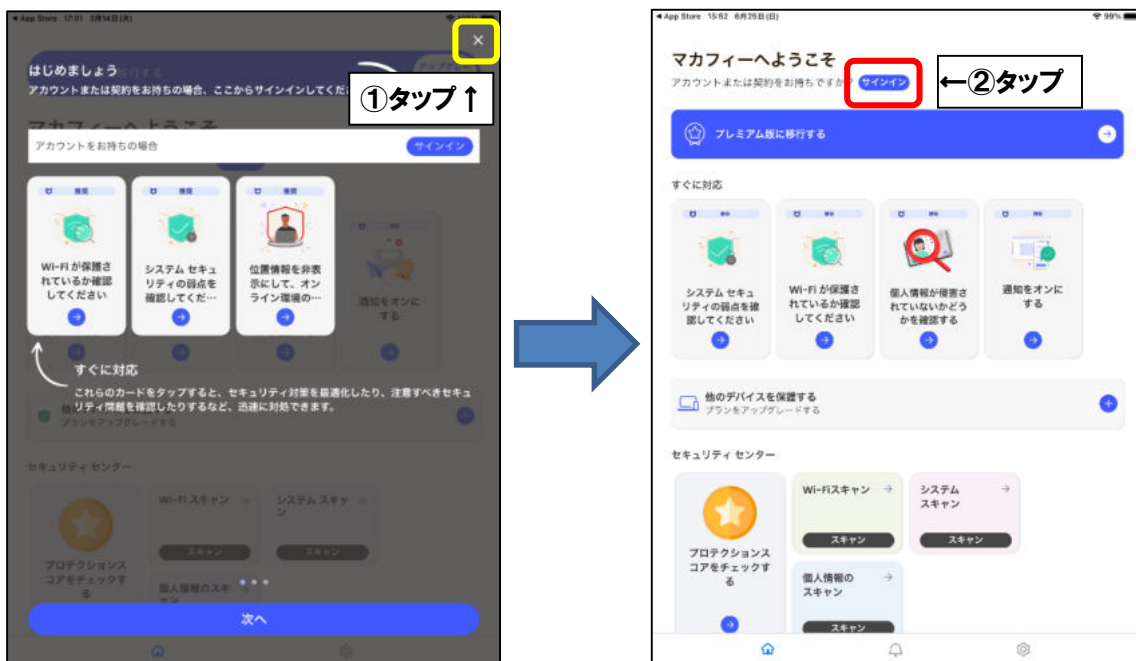 App Store 17:01 3月14日(火)
×
はじめましょう
アカウントまたは契約をお持ちの場合、ここからサインインしてくだ
①タップ↑
マカフィーへようこそ
アカウントをお持ちの場合
サインイン
推奨
推奨
推奨
Wi-Fi が保護さ
れているか確認
してください
システム セキュ
リティの弱点を
確認してくだ…
位置情報を非表
示にして、オン
ライン環境の…
通知をオンに
する
すぐに対応
これらのカードをタップすると、セキュリティ対策を最適化したり、注意すべきセキュ
リティ問題を確認したりするなど、迅速に対処できます。
プランをアップグレードする
セキュリティ センター
Wi-Fi スキャン
システム スキャ
ン
スキャン
スキャン
プロテクションス
コアをチェックす
る
個人情報のスキ
ャン
次へ
App Store 15:52 6月25日(日)
99%
マカフィーへようこそ
アカウントまたは契約をお持ちですか?
サインイン
←②タップ
プレミアム版に移行する
すぐに対応
システム セキュ
リティの弱点を確
認してください
Wi-Fi が保護さ
れているか確認
してください
個人情報が侵害さ
れていないかどう
かを確認する
通知をオンに
する
他のデバイスを保護する
プランをアップグレードする
セキュリティ センター
プロテクションス
コアをチェックす
る
Wi-Fiスキャン
スキャン
システム
スキャン
スキャン
個人情報の
スキャン
スキャン